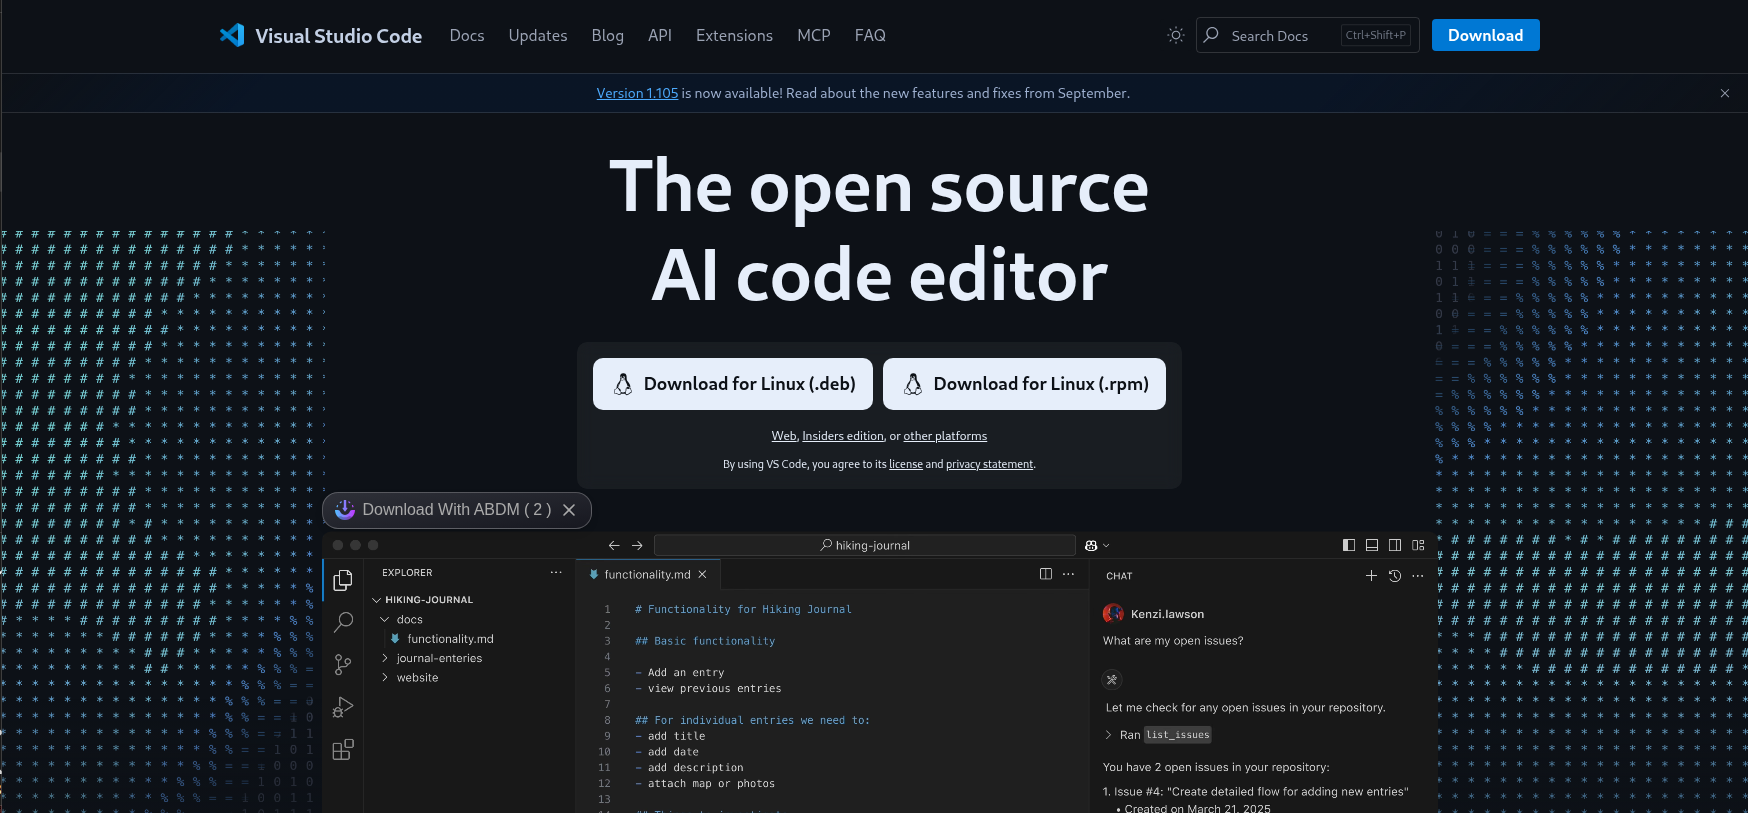 Visual Studio Code Docs Updates Blog API Extensions MCP FAQ Search Docs Ctrl+Shift+P Download
Version 1.105 is now available! Read about the new features and fixes from September.
The open source
AI code editor
Download for Linux (.deb) Download for Linux (.rpm)
Web, Insiders edition, or other platforms
By using VS Code, you agree to its license and privacy statement.
Download With ABDM ( 2 )
hiking-journal
EXPLORER
HIKING-JOURNAL
docs
functionality.md
journal-enteries
website
functionality.md
1 # Functionality for Hiking Journal
2
3 ## Basic functionality
4
5 - Add an entry
6 - view previous entries
7
8 ## For individual entries we need to:
9 - add title
10 - add date
11 - add description
12 - attach map or photos
13
CHAT
Kenzi.lawson
What are my open issues?
Let me check for any open issues in your repository.
Ran list_issues
You have 2 open issues in your repository:
1. Issue #4: "Create detailed flow for adding new entries"
• Created on March 21, 2025